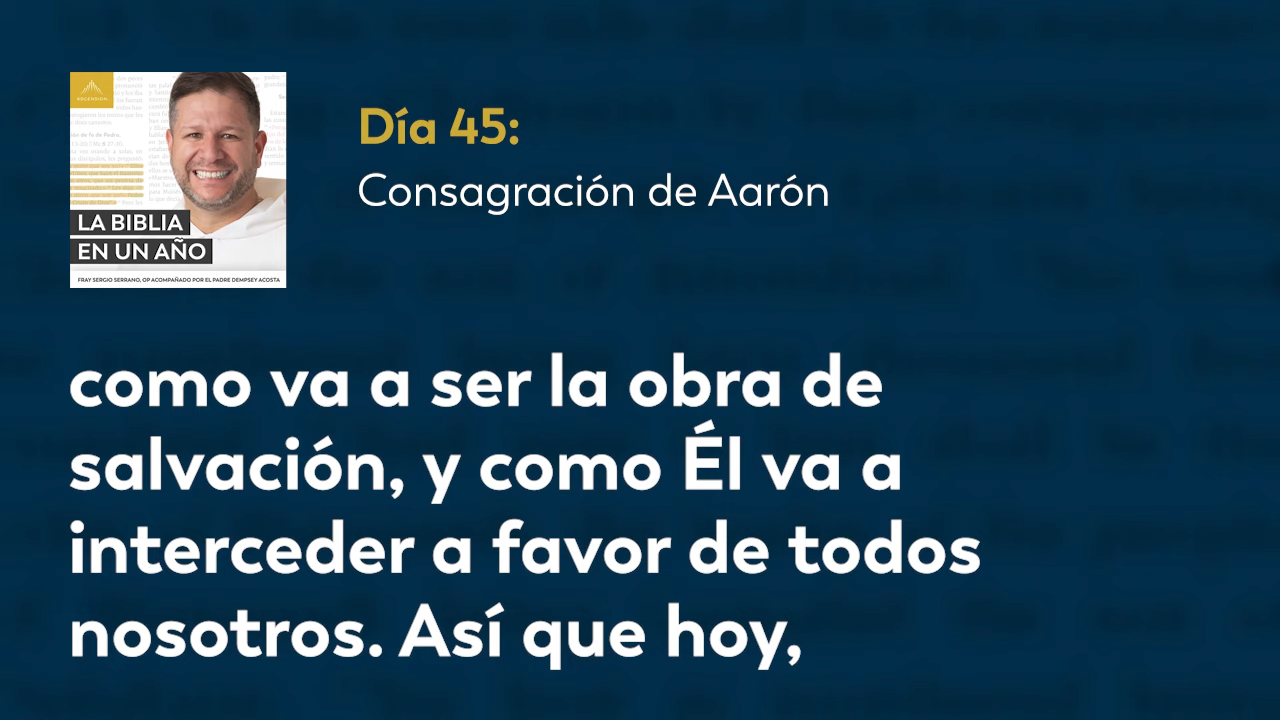 ASCENSION
LA BIBLIA
EN UN AÑO
FRAY SERGIO SERRANO, OP ACOMPAÑADO POR EL PADRE DEMPSEY ACOSTA
Día 45:
Consagración de Aarón
como va a ser la obra de
salvación, y como Él va a
interceder a favor de todos
nosotros. Así que hoy,